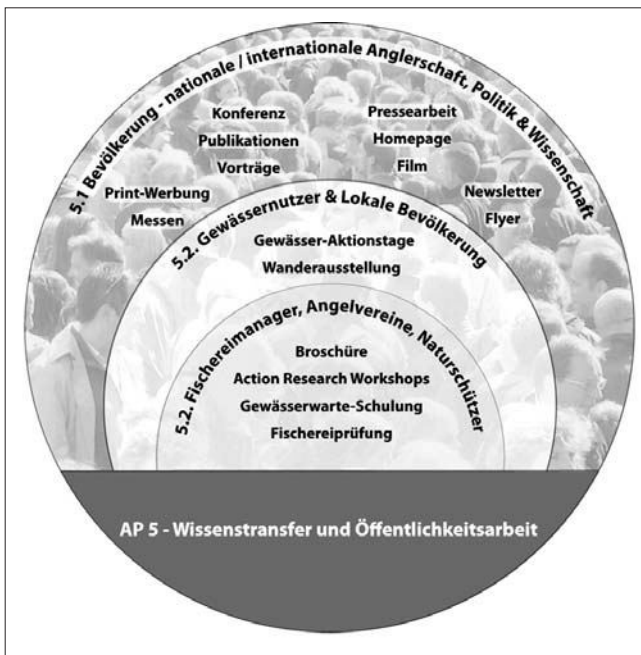 5.1 Bevölkerung - nationale / internationale Anglerschaft, Politik & Wissenschaft
Konferenz
Publikationen
Vorträge
Pressearbeit
Homepage
Film
Print-Werbung
Messen
Newsletter
Flyer
5.2. Gewässernutzer & Lokale Bevölkerung
Gewässer-Aktionstage
Wanderausstellung
5.2. Fischereimanager, Angelvereine, Naturschützer
Broschüre
Action Research Workshops
Gewässerwarte-Schulung
Fischereiprüfung
AP 5 - Wissenstransfer und Öffentlichkeitsarbeit